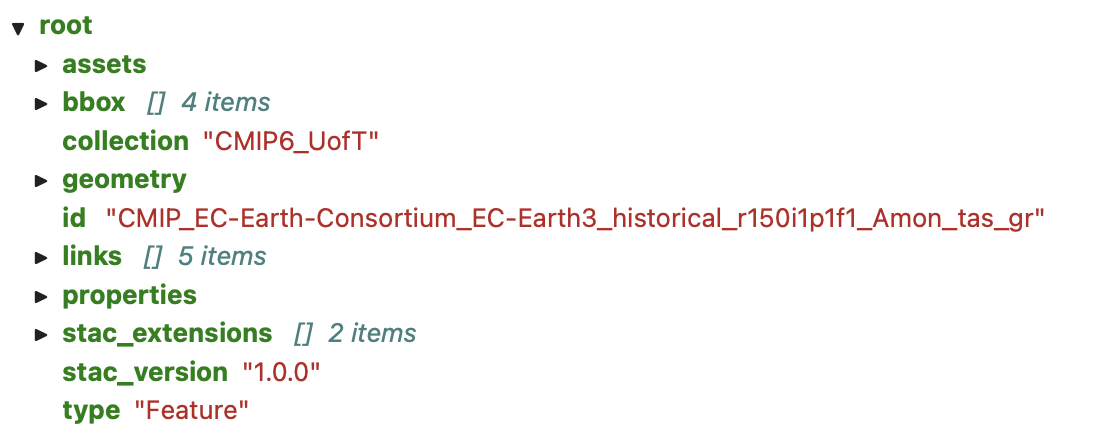 root
assets
bbox [] 4 items
collection "CMIP6_UofT"
geometry
id "CMIP_EC-Earth-Consortium_EC-Earth3_historical_r150i1p1f1_Amon_tas_gr"
links [] 5 items
properties
stac_extensions [] 2 items
stac_version "1.0.0"
type "Feature"